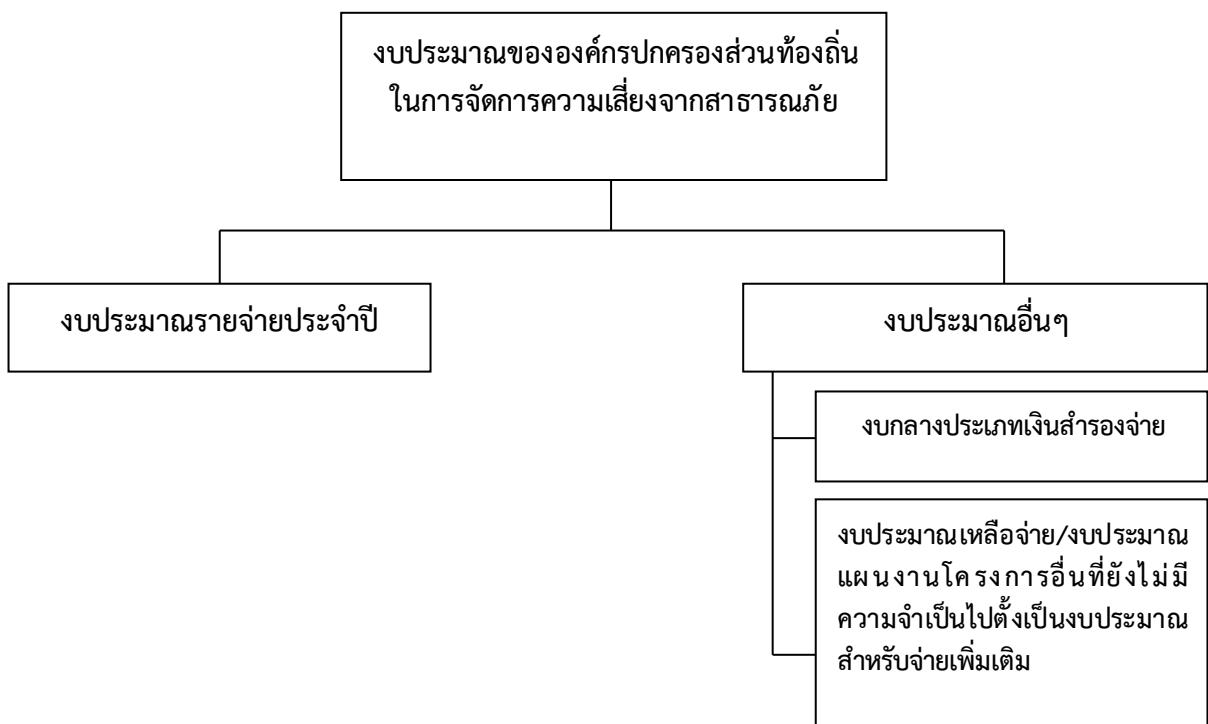 งบประมาณขององค์กรปกครองส่วนท้องถิ่น
ในการจัดการความเสี่ยงจากสาธารณภัย
งบประมาณรายจ่ายประจำปี
งบประมาณอื่นๆ
งบกลางประเภทเงินสำรองจ่าย
งบประมาณเหลือจ่าย/งบประมาณ
แผนงานโครงการอื่นที่ยังไม่มี
ความจำเป็นไปตั้งเป็นงบประมาณ
สำหรับจ่ายเพิ่มเติม